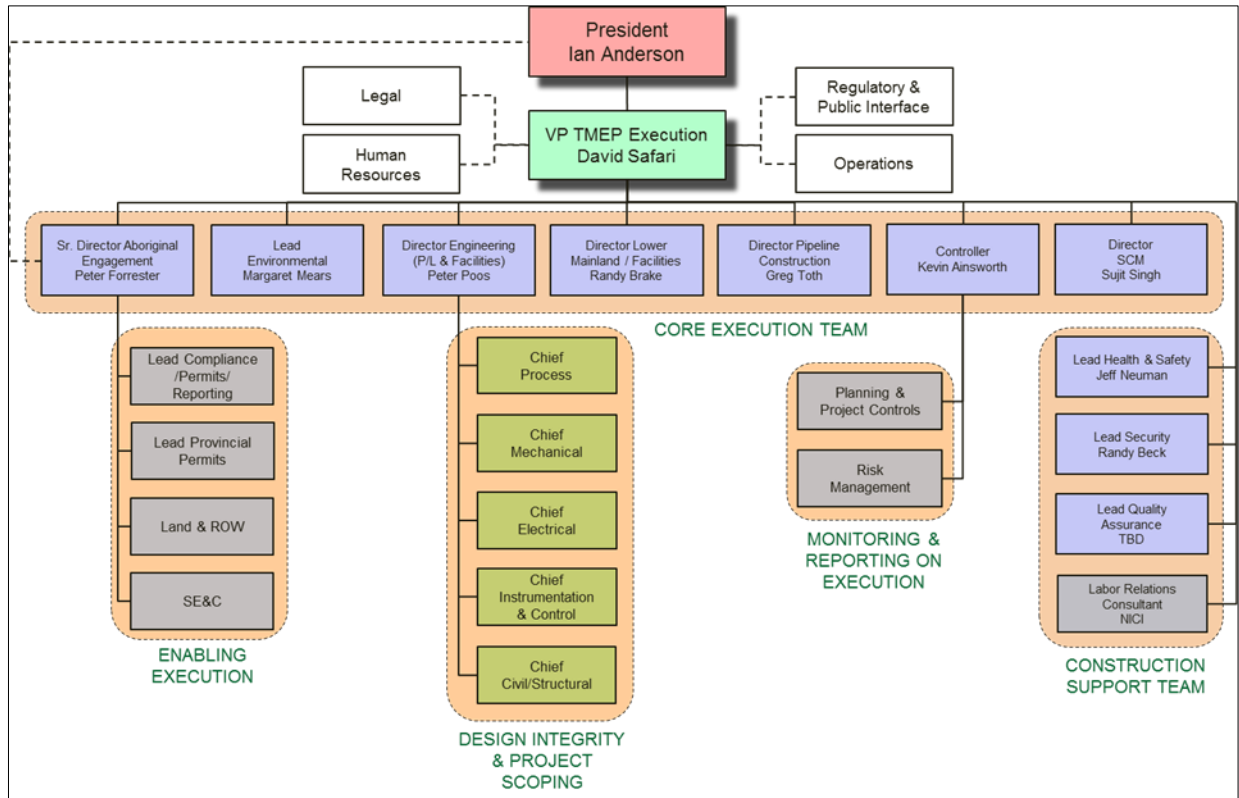 President
Ian Anderson
Legal
Regulatory &
Public Interface
VP TMEP Execution
David Safari
Human
Resources
Operations
Sr. Director Aboriginal
Engagement
Peter Forrester
Lead
Environmental
Margaret Mears
Director Engineering
(P/L & Facilities)
Peter Poos
Director Lower
Mainland / Facilities
Randy Brake
Director Pipeline
Construction
Greg Toth
Controller
Kevin Ainsworth
Director
SCM
Sujit Singh
CORE EXECUTION TEAM
Lead Compliance
/Permits/
Reporting
Lead Provincial
Permits
Land & ROW
SE&C
ENABLING
EXECUTION
Chief
Process
Chief
Mechanical
Chief
Electrical
Chief
Instrumentation
& Control
Chief
Civil/Structural
DESIGN INTEGRITY
& PROJECT
SCOPING
Planning &
Project Controls
Risk
Management
MONITORING &
REPORTING ON
EXECUTION
Lead Health & Safety
Jeff Neuman
Lead Security
Randy Beck
Lead Quality
Assurance
TBD
Labor Relations
Consultant
NICI
CONSTRUCTION
SUPPORT TEAM